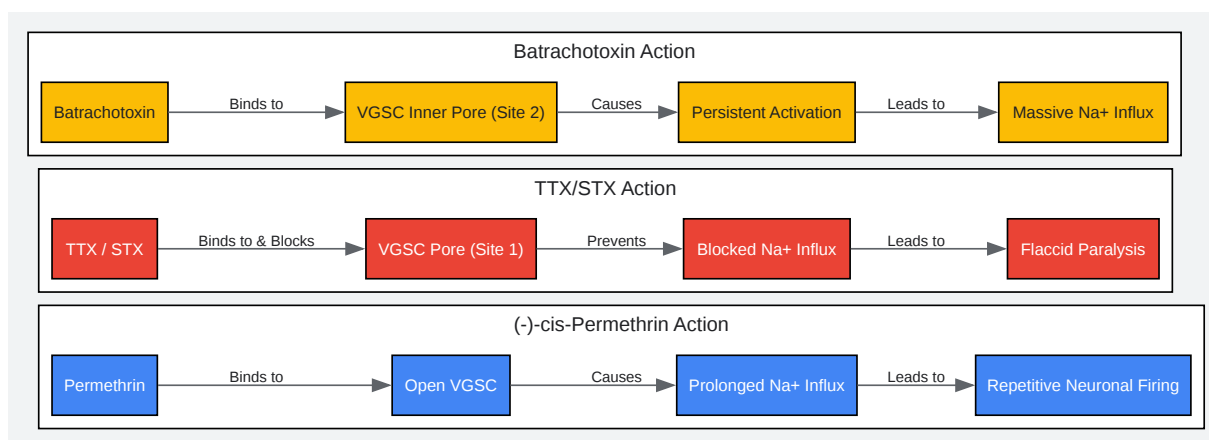 Batrachotoxin Action
Batrachotoxin
Binds to
VGSC Inner Pore (Site 2)
Causes
Persistent Activation
Leads to
Massive Na+ Influx
TTX/STX Action
TTX / STX
Binds to & Blocks
VGSC Pore (Site 1)
Prevents
Blocked Na+ Influx
Leads to
Flaccid Paralysis
(-)-cis-Permethrin Action
Permethrin
Binds to
Open VGSC
Causes
Prolonged Na+ Influx
Leads to
Repetitive Neuronal Firing